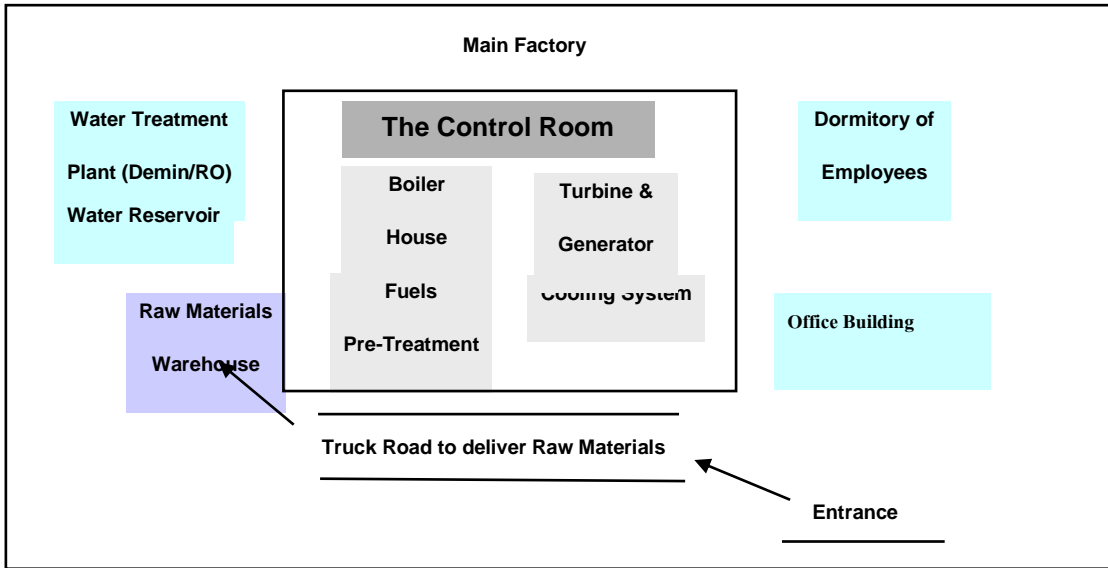 Main Factory
Water Treatment
Plant (Demin/RO)
Water Reservoir
The Control Room
Boiler
House
Fuels
Pre-Treatment
Turbine &
Generator
Cooling System
Dormitory of
Employees
Raw Materials
Warehouse
Office Building
Truck Road to deliver Raw Materials
Entrance